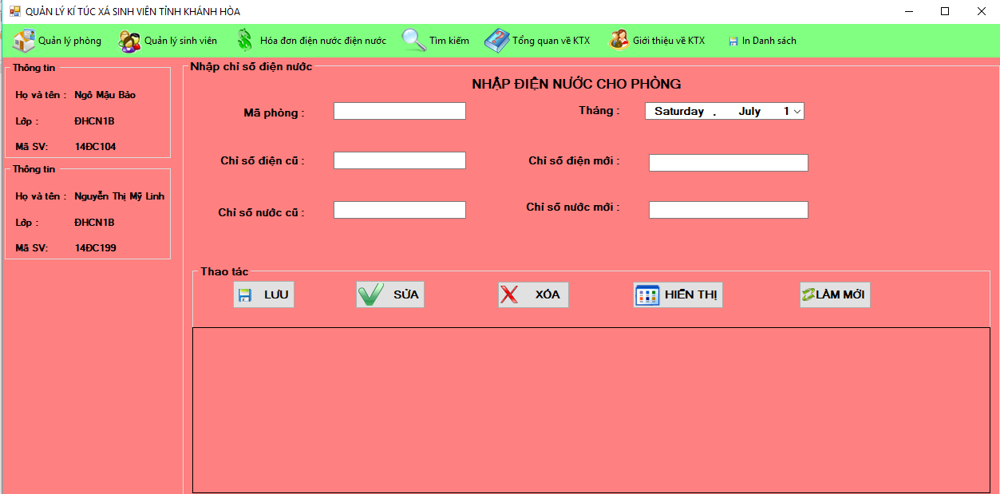 QUẢN LÝ KÍ TÚC XÁ SINH VIÊN TỈNH KHÁNH HÒA
Quản lý phòng Quản lý sinh viên Hóa đơn điện nước điện nước Tìm kiếm Tổng quan về KTX Giới thiệu về KTX In Danh sách
Thông tin
Họ và tên : Ngô Mậu Bảo
Lớp : ĐHCN1B
Mã SV: 14ĐC104
Thông tin
Họ và tên : Nguyễn Thị Mỹ Linh
Lớp : ĐHCN1B
Mã SV: 14ĐC199
Nhập chỉ số điện nước
NHẬP ĐIỆN NƯỚC CHO PHÒNG
Mã phòng : Tháng : Saturday , July 1
Chỉ số điện cũ : Chỉ số điện mới :
Chỉ số nước cũ : Chỉ số nước mới :
Thao tác
LƯU SỬA XÓA HIỂN THỊ LÀM MỚI